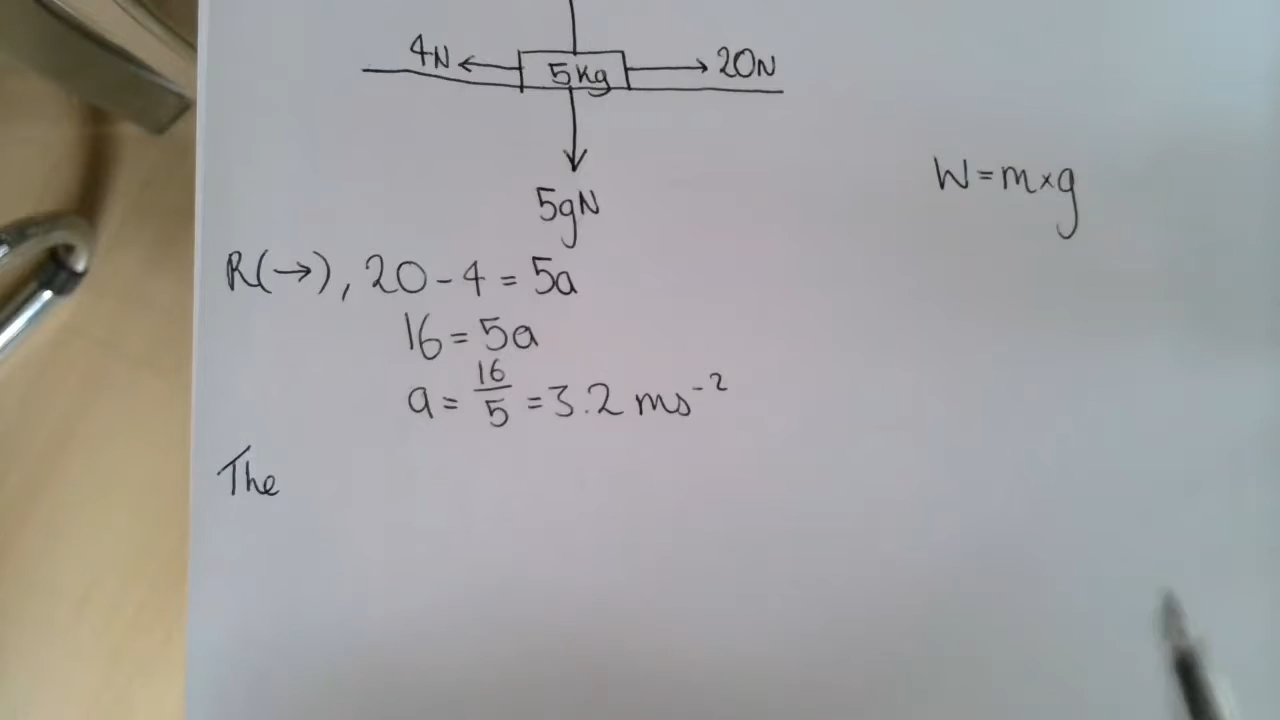 4N 5kg 20N
5gN
W=m×g
R(→), 20-4=5a
16=5a
a=16/5=3.2 ms⁻²
The